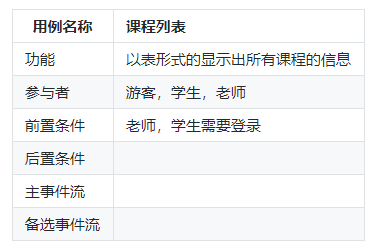 用例名称 课程列表
功能 以表形式的显示出所有课程的信息
参与者 游客，学生，老师
前置条件 老师，学生需要登录
后置条件
主事件流
备选事件流